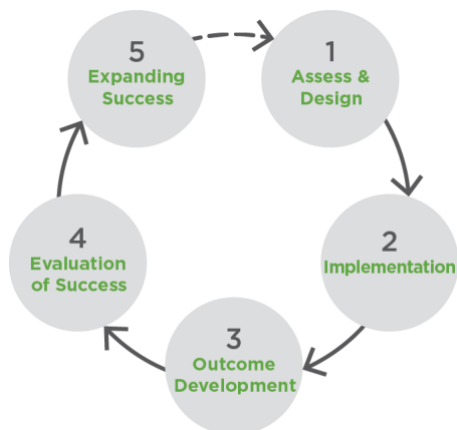 1
Assess &
Design
2
Implementation
3
Outcome
Development
4
Evaluation
of Success
5
Expanding
Success